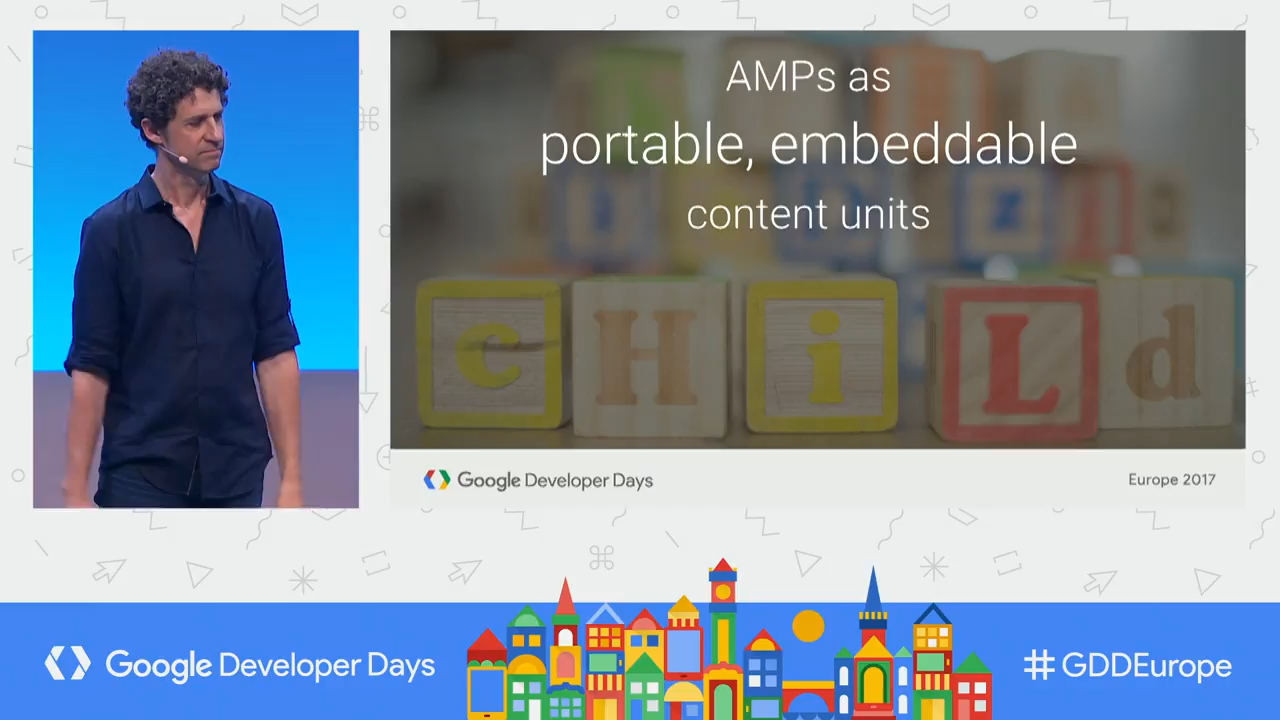 AMPs as
portable, embeddable
content units
cHiLd
Google Developer Days
Europe 2017
Google Developer Days
#GDDEurope